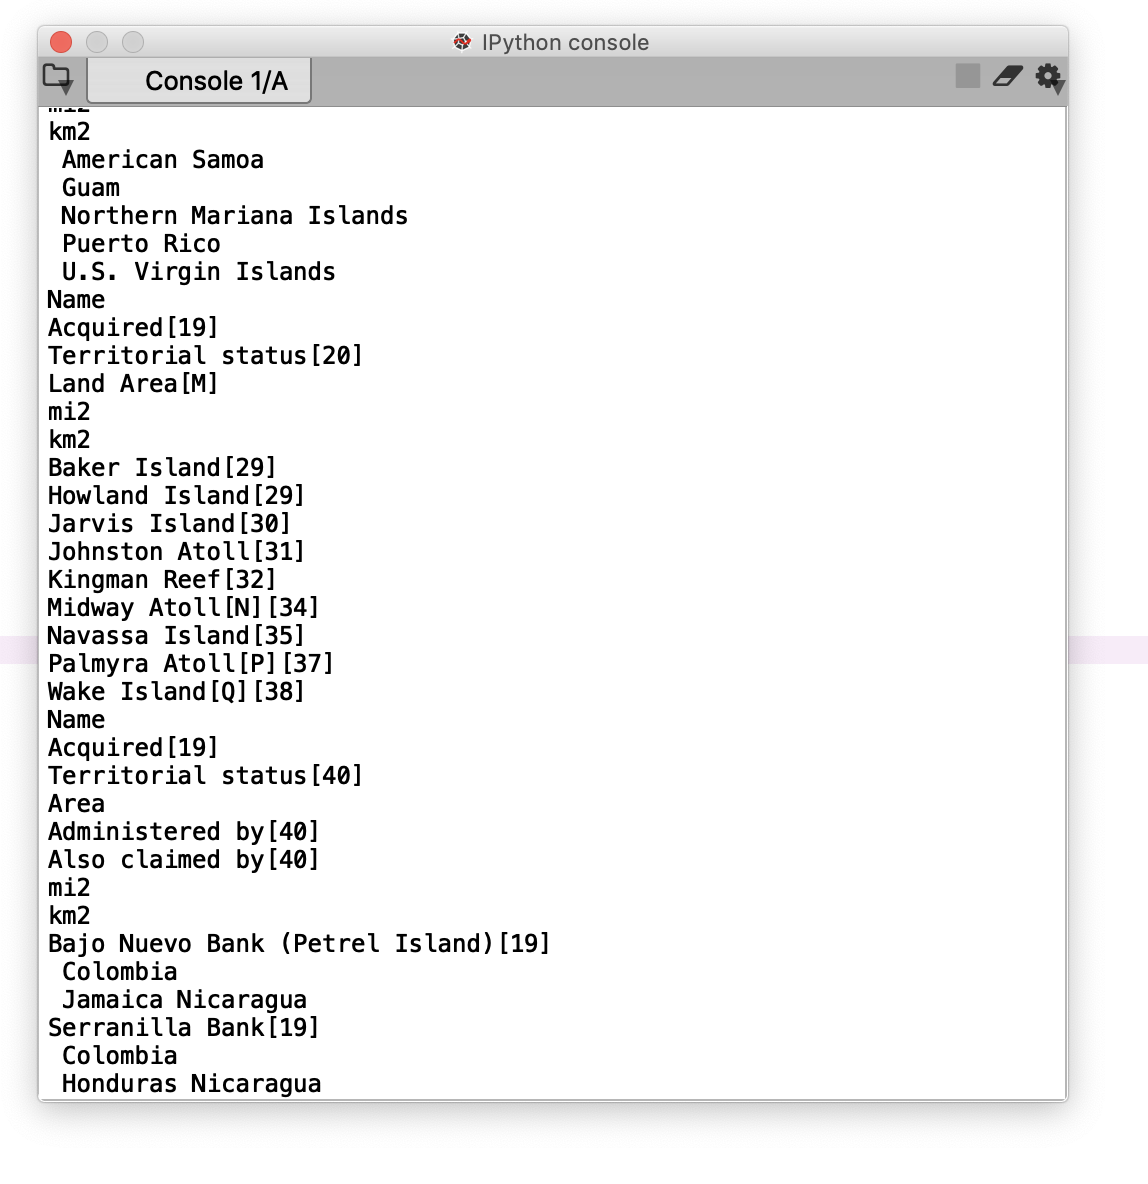 IPython console
Console 1/A
mi2
km2
American Samoa
Guam
Northern Mariana Islands
Puerto Rico
U.S. Virgin Islands
Name
Acquired[19]
Territorial status[20]
Land Area[M]
mi2
km2
Baker Island[29]
Howland Island[29]
Jarvis Island[30]
Johnston Atoll[31]
Kingman Reef[32]
Midway Atoll[N][34]
Navassa Island[35]
Palmyra Atoll[P][37]
Wake Island[Q][38]
Name
Acquired[19]
Territorial status[40]
Area
Administered by[40]
Also claimed by[40]
mi2
km2
Bajo Nuevo Bank (Petrel Island)[19]
Colombia
Jamaica Nicaragua
Serranilla Bank[19]
Colombia
Honduras Nicaragua